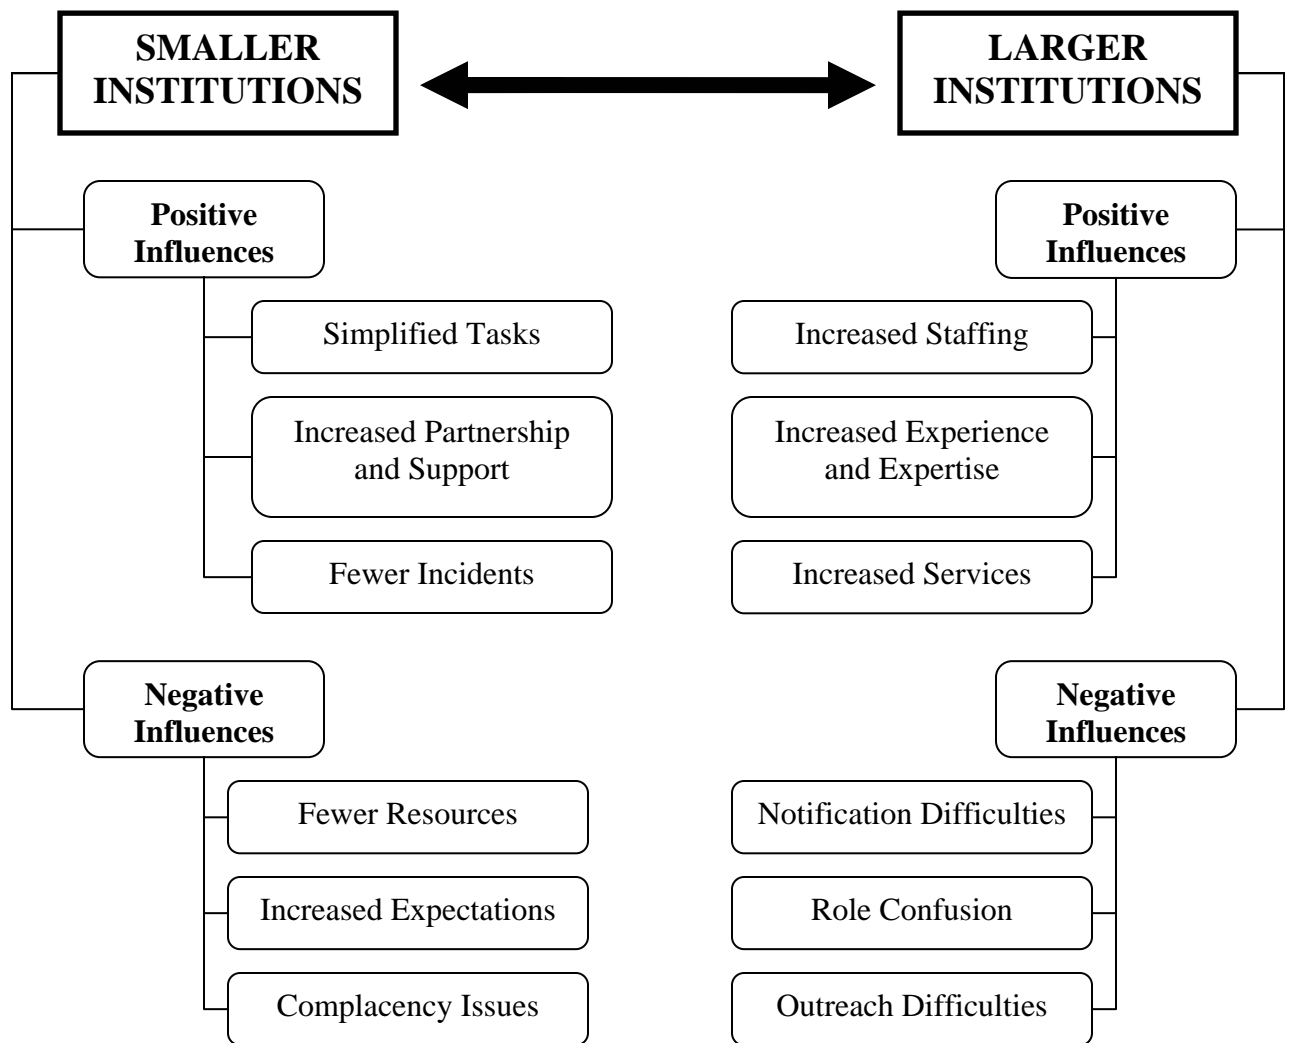 SMALLER
INSTITUTIONS
Positive
Influences
Simplified Tasks
Increased Partnership
and Support
Fewer Incidents
Negative
Influences
Fewer Resources
Increased Expectations
Complacency Issues
LARGER
INSTITUTIONS
Positive
Influences
Increased Staffing
Increased Experience
and Expertise
Increased Services
Negative
Influences
Notification Difficulties
Role Confusion
Outreach Difficulties